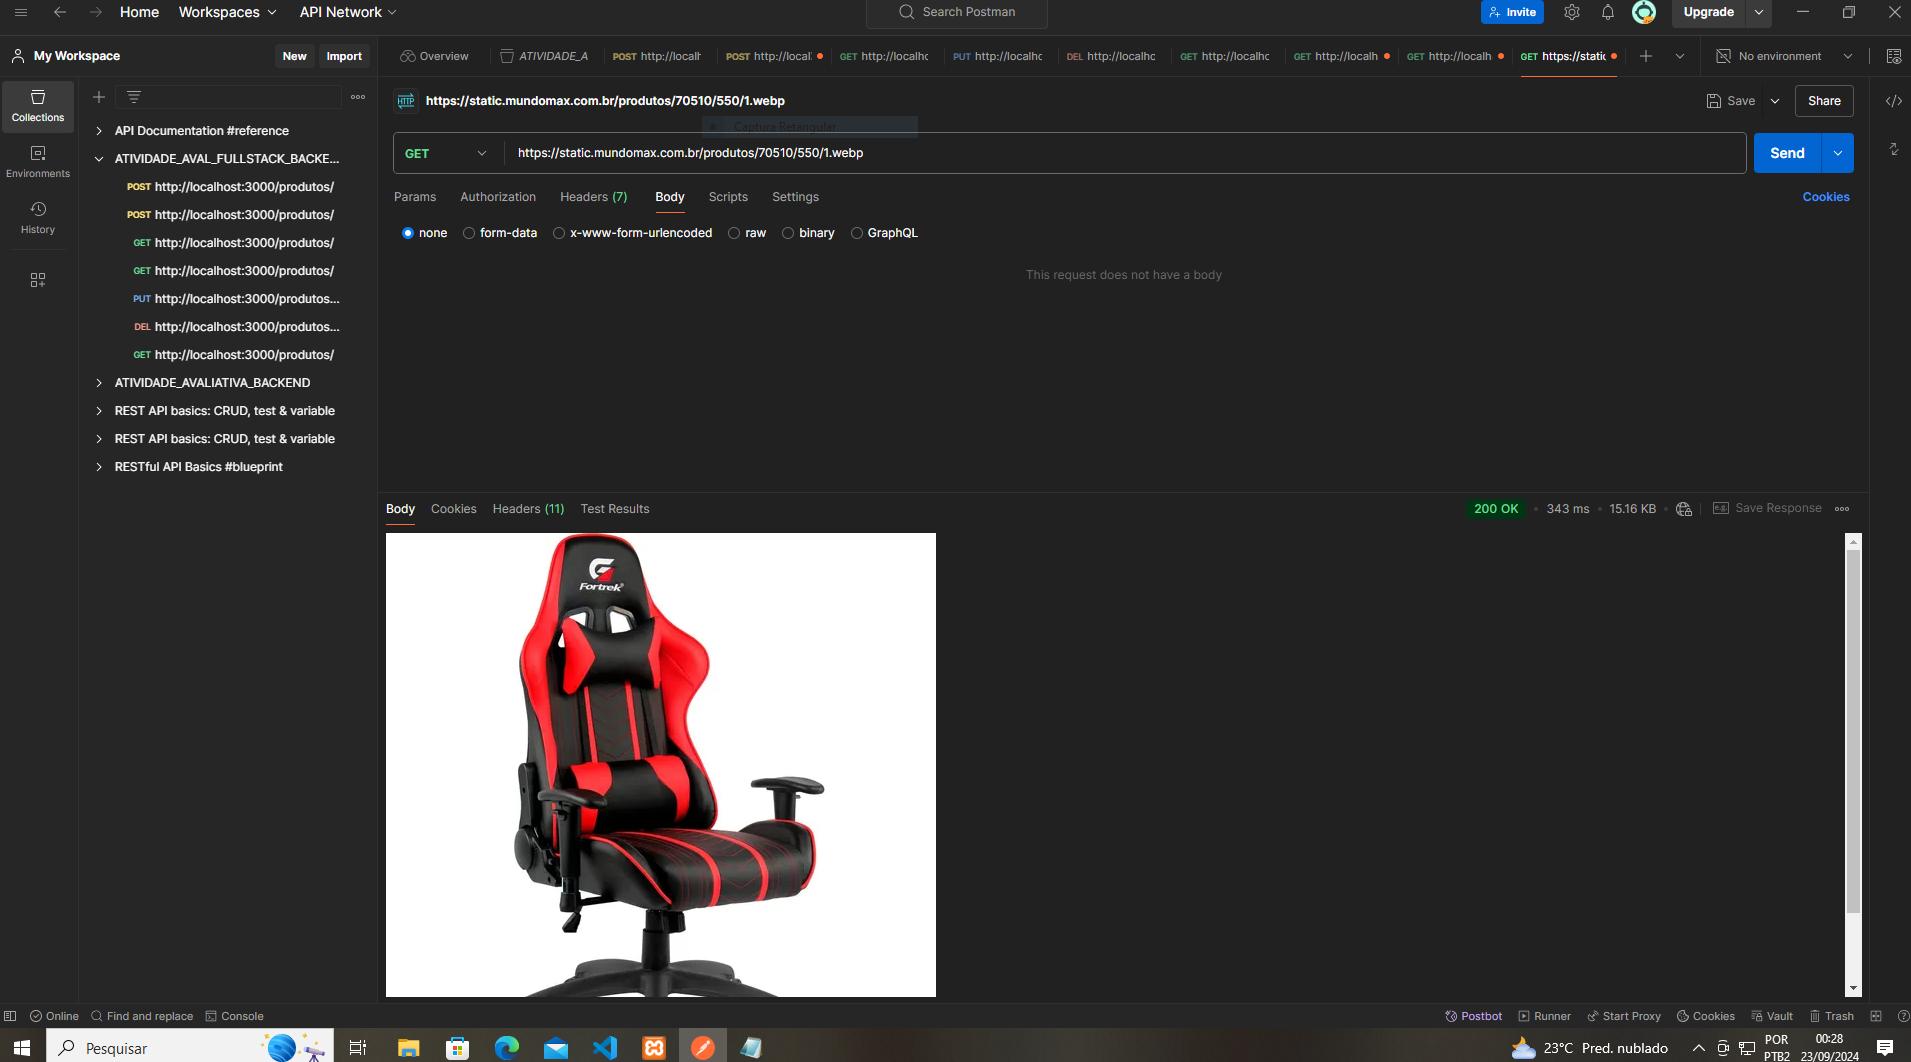 Home Workspaces API Network Search Postman Invite Upgrade
My Workspace New Import Overview ATIVIDADE_A POST http://localh POST http://local GET http://localhc PUT http://localhc DEL http://localhc GET http://localhc GET http://localh GET http://localh GET https://static No environment
Collections
Environments
History
API Documentation #reference
ATIVIDADE_AVAL_FULLSTACK_BACKE...
POST http://localhost:3000/produtos/
POST http://localhost:3000/produtos/
GET http://localhost:3000/produtos/
GET http://localhost:3000/produtos/
PUT http://localhost:3000/produtos...
DEL http://localhost:3000/produtos...
GET http://localhost:3000/produtos/
ATIVIDADE_AVALIATIVA_BACKEND
REST API basics: CRUD, test & variable
REST API basics: CRUD, test & variable
RESTful API Basics #blueprint
HTTP https://static.mundomax.com.br/produtos/70510/550/1.webp Save Share
Captura Retangular
GET https://static.mundomax.com.br/produtos/70510/550/1.webp Send
Params Authorization Headers (7) Body Scripts Settings Cookies
none form-data x-www-form-urlencoded raw binary GraphQL
This request does not have a body
Body Cookies Headers (11) Test Results 200 OK 343 ms 15.16 KB Save Response
Fortrek
Online Find and replace Console Postbot Runner Start Proxy Cookies Vault Trash
Pesquisar 23°C Pred. nublado POR 00:28
PTB2 23/09/2024